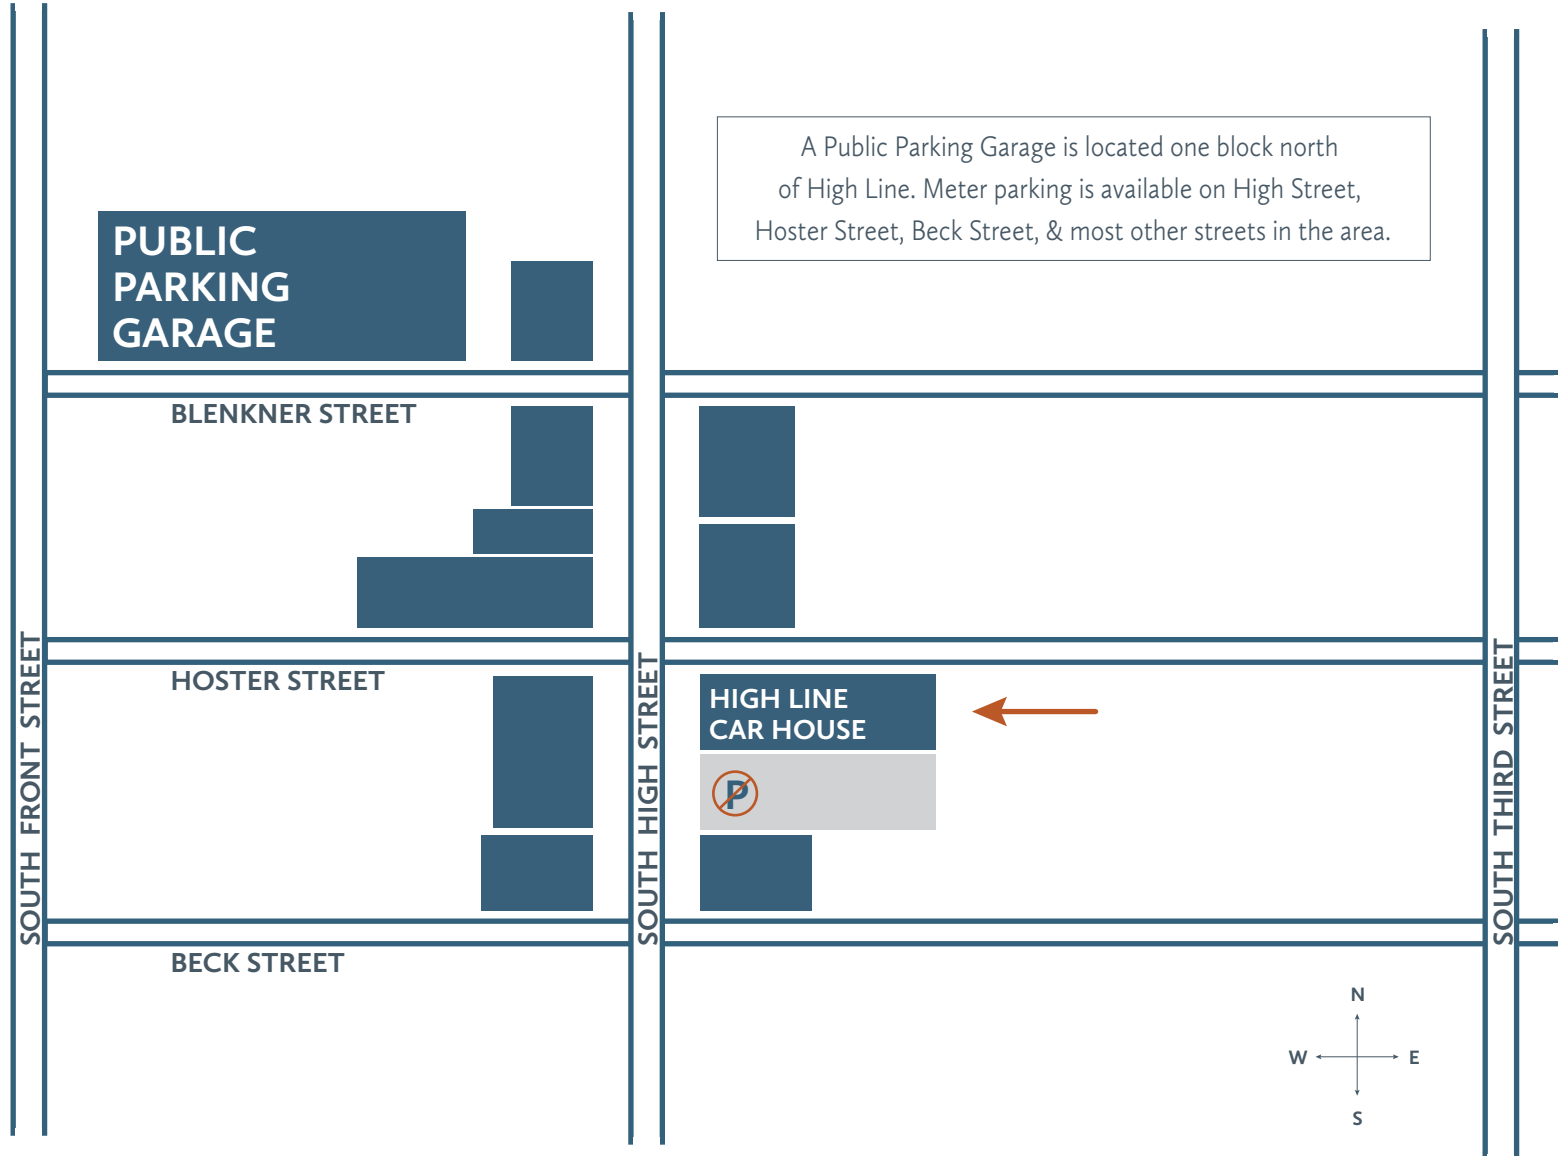 A Public Parking Garage is located one block north
of High Line. Meter parking is available on High Street,
Hoster Street, Beck Street, & most other streets in the area.
PUBLIC
PARKING
GARAGE
BLENKNER STREET
HOSTER STREET
HIGH LINE
CAR HOUSE
P
SOUTH FRONT STREET
SOUTH HIGH STREET
SOUTH THIRD STREET
BECK STREET
N
W E
S